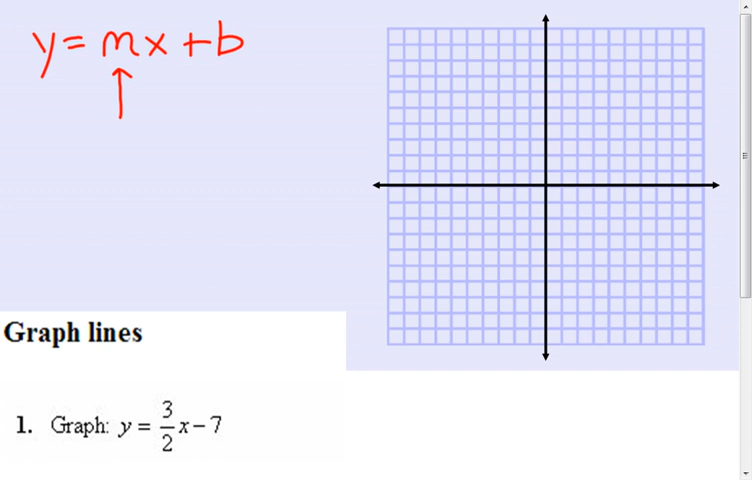 y = mx + b
Graph lines
1. Graph: y = 3/2 x - 7